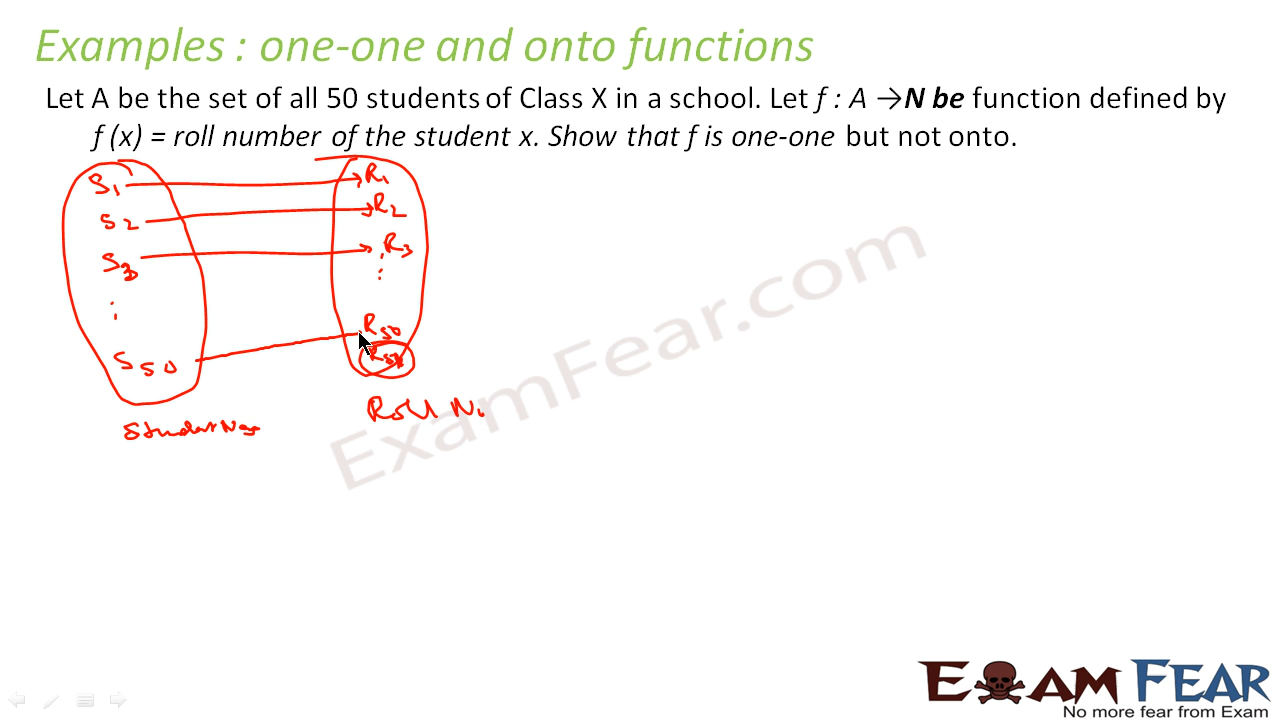 Examples : one-one and onto functions
Let A be the set of all 50 students of Class X in a school. Let f : A →N be function defined by
f (x) = roll number of the student x. Show that f is one-one but not onto.
S1 R1
S2 R2
S3 R3
⋮ ⋮
S50 R50
Roll No
ExamFear.com
EXAM FEAR
No more fear from Exam